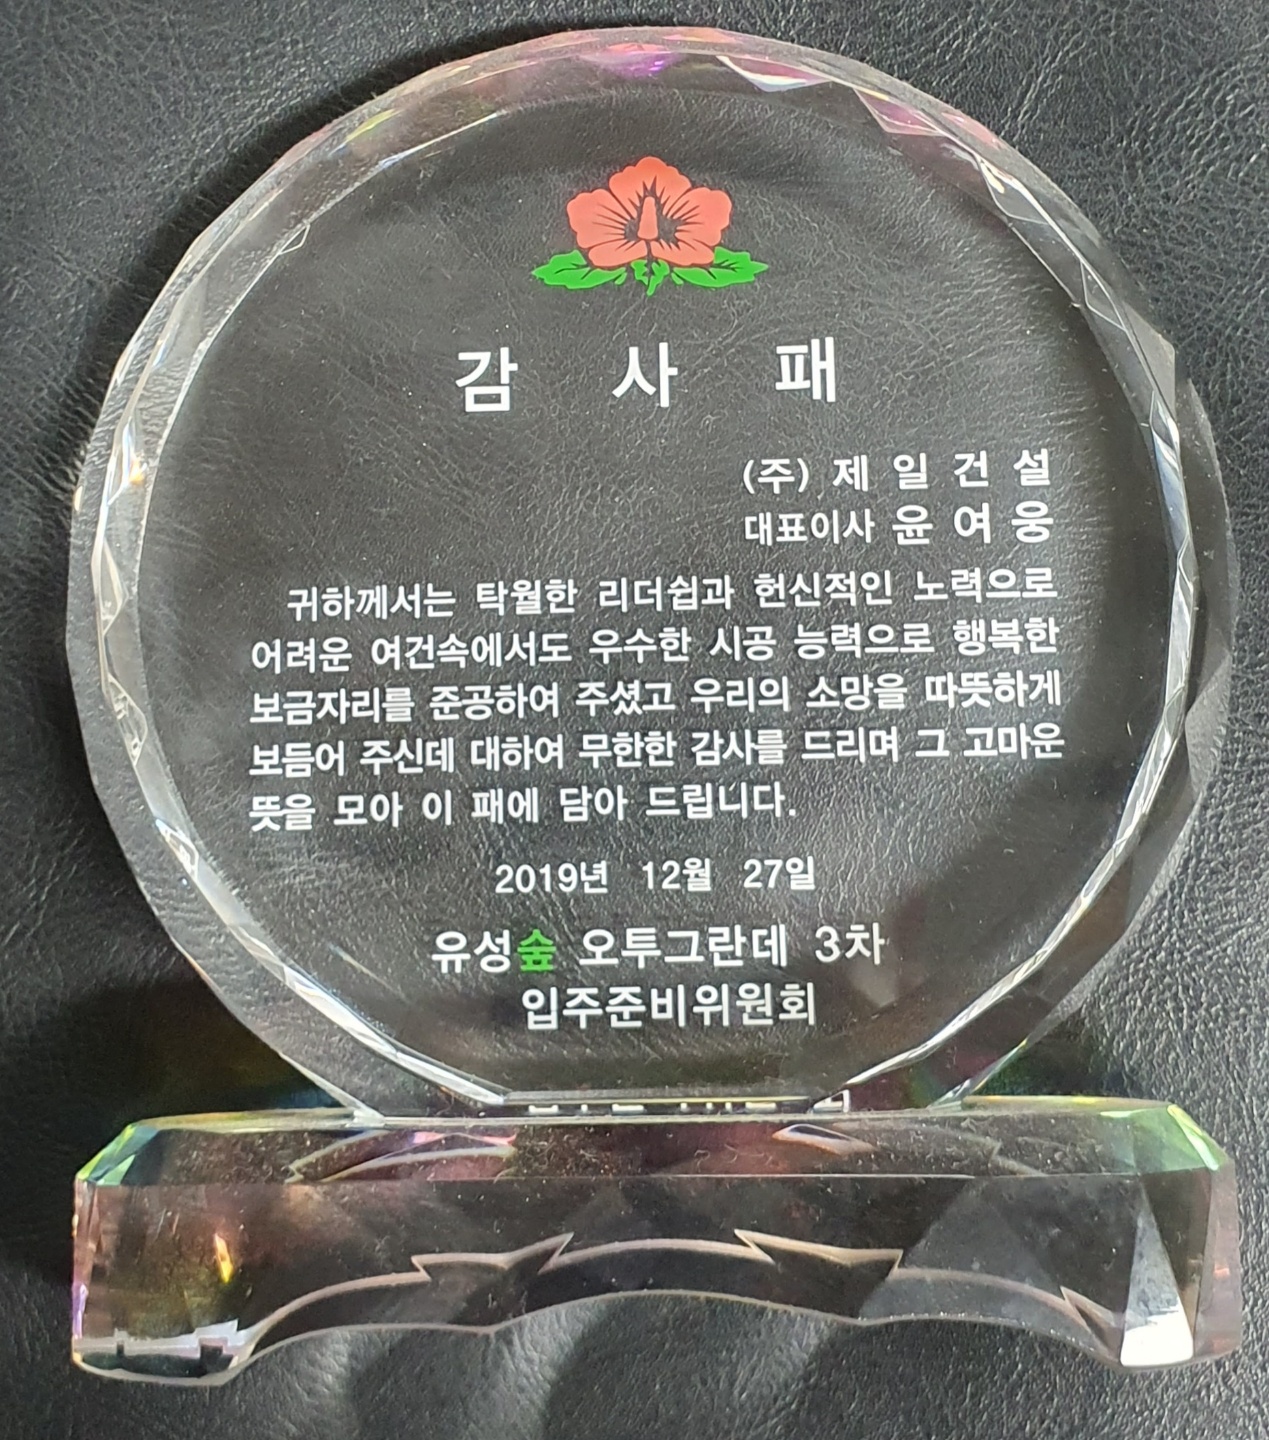 감 사 패
(주) 제 일 건 설
대표이사 윤 여 웅
귀하께서는 탁월한 리더쉽과 헌신적인 노력으로
어려운 여건속에서도 우수한 시공 능력으로 행복한
보금자리를 준공하여 주셨고 우리의 소망을 따뜻하게
보듬어 주신데 대하여 무한한 감사를 드리며 그 고마운
뜻을 모아 이 패에 담아 드립니다.
2019년 12월 27일
유성숲 오투그란데 3차
입주준비위원회